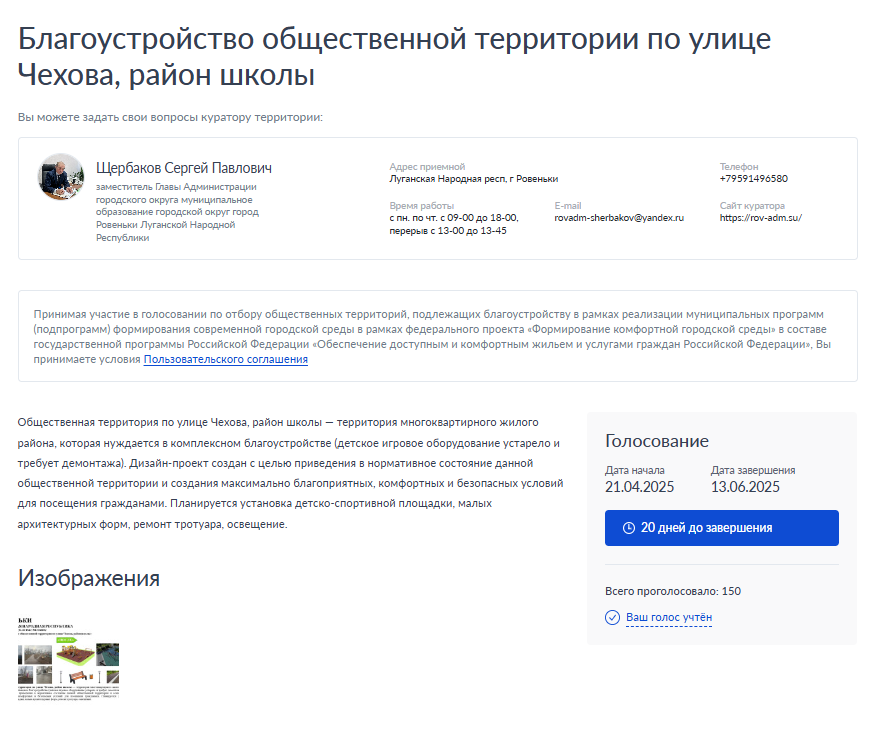 Благоустройство общественной территории по улице
Чехова, район школы
Вы можете задать свои вопросы куратору территории:
Щербаков Сергей Павлович
заместитель Главы Администрации
городского округа муниципальное
образование городской округ город
Ровеньки Луганской Народной
Республики
Адрес приемной
Луганская Народная респ, г Ровеньки
Телефон
+79591496580
Время работы
с пн. по чт. с 09-00 до 18-00,
перерыв с 13-00 до 13-45
E-mail
rovadm-sherbakov@yandex.ru
Сайт куратора
https://rov-adm.su/
Принимая участие в голосовании по отбору общественных территорий, подлежащих благоустройству в рамках реализации муниципальных программ
(подпрограмм) формирования современной городской среды в рамках федерального проекта «Формирование комфортной городской среды» в составе
государственной программы Российской Федерации «Обеспечение доступным и комфортным жильем и услугами граждан Российской Федерации», Вы
принимаете условия Пользовательского соглашения
Общественная территория по улице Чехова, район школы — территория многоквартирного жилого
района, которая нуждается в комплексном благоустройстве (детское игровое оборудование устарело и
требует демонтажа). Дизайн-проект создан с целью приведения в нормативное состояние данной
общественной территории и создания максимально благоприятных, комфортных и безопасных условий
для посещения гражданами. Планируется установка детско-спортивной площадки, малых
архитектурных форм, ремонт тротуара, освещение.
Голосование
Дата начала
21.04.2025
Дата завершения
13.06.2025
20 дней до завершения
Всего проголосовало: 150
Ваш голос учтён
Изображения